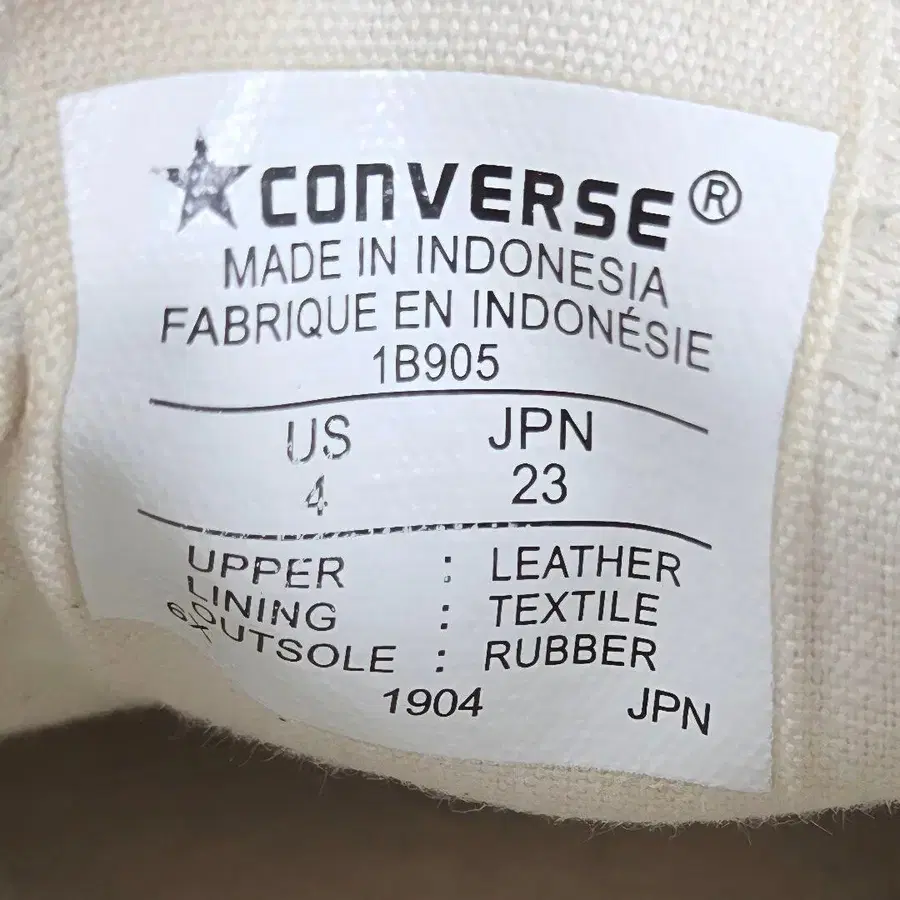 CONVERSE®
MADE IN INDONESIA
FABRIQUE EN INDONÉSIE
1B905
US JPN
4 23
UPPER : LEATHER
LINING : TEXTILE
OUTSOLE : RUBBER
1904 JPN